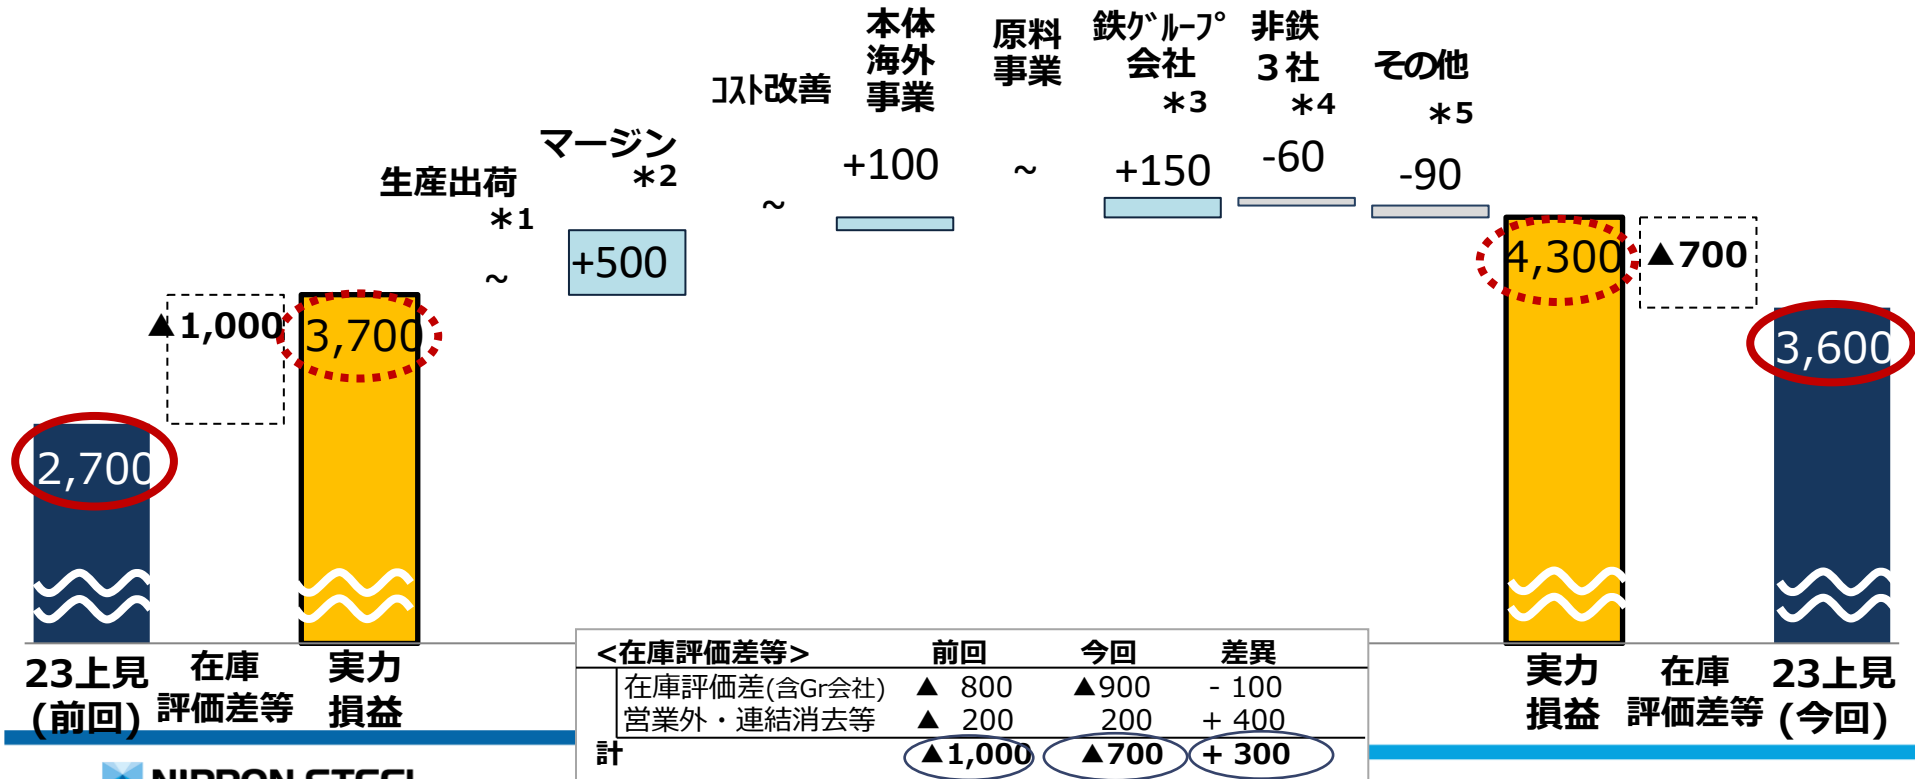 本体
海外
事業
原料
事業
鉄ｸﾞﾙｰﾌﾟ
会社
＊3
非鉄
３社
＊4
その他
＊5
ｺｽﾄ改善
マージン
＊2
生産出荷
＊1
~
+500
~
+100
~
+150
-60
-90
2,700
▲1,000
3,700
4,300
▲700
3,600
23上見
(前回)
在庫
評価差等
実力
損益
実力
損益
在庫
評価差等
23上見
(今回)
<在庫評価差等> 前回 今回 差異
在庫評価差(含Gr会社) ▲ 800 ▲900 - 100
営業外・連結消去等 ▲ 200 200 + 400
計 ▲1,000 ▲700 + 300
NIPPON STEEL